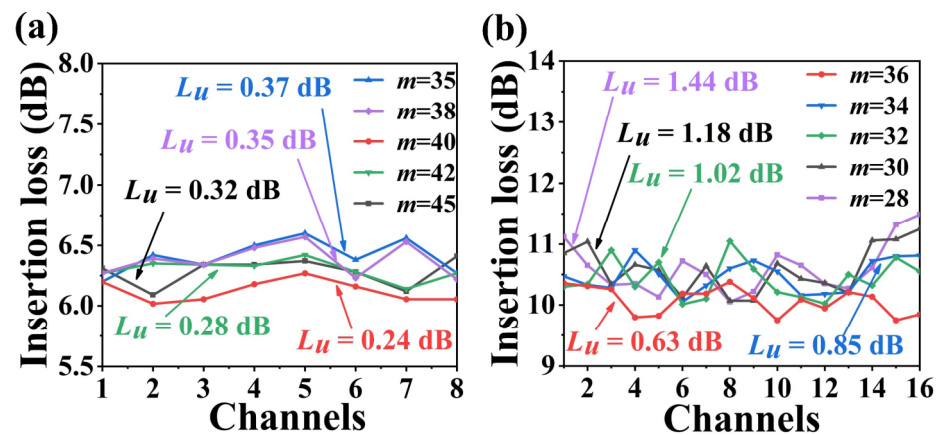 (a)
Insertion loss (dB)
8.0
7.5
7.0
6.5
6.0
5.5
Lu = 0.37 dB
Lu = 0.35 dB
Lu = 0.32 dB
Lu = 0.28 dB
Lu = 0.24 dB
m=35
m=38
m=40
m=42
m=45
1 2 3 4 5 6 7 8
Channels
(b)
Insertion loss (dB)
14
13
12
11
10
9
Lu = 1.44 dB
Lu = 1.18 dB
Lu = 1.02 dB
Lu = 0.63 dB
Lu = 0.85 dB
m=36
m=34
m=32
m=30
m=28
2 4 6 8 10 12 14 16
Channels